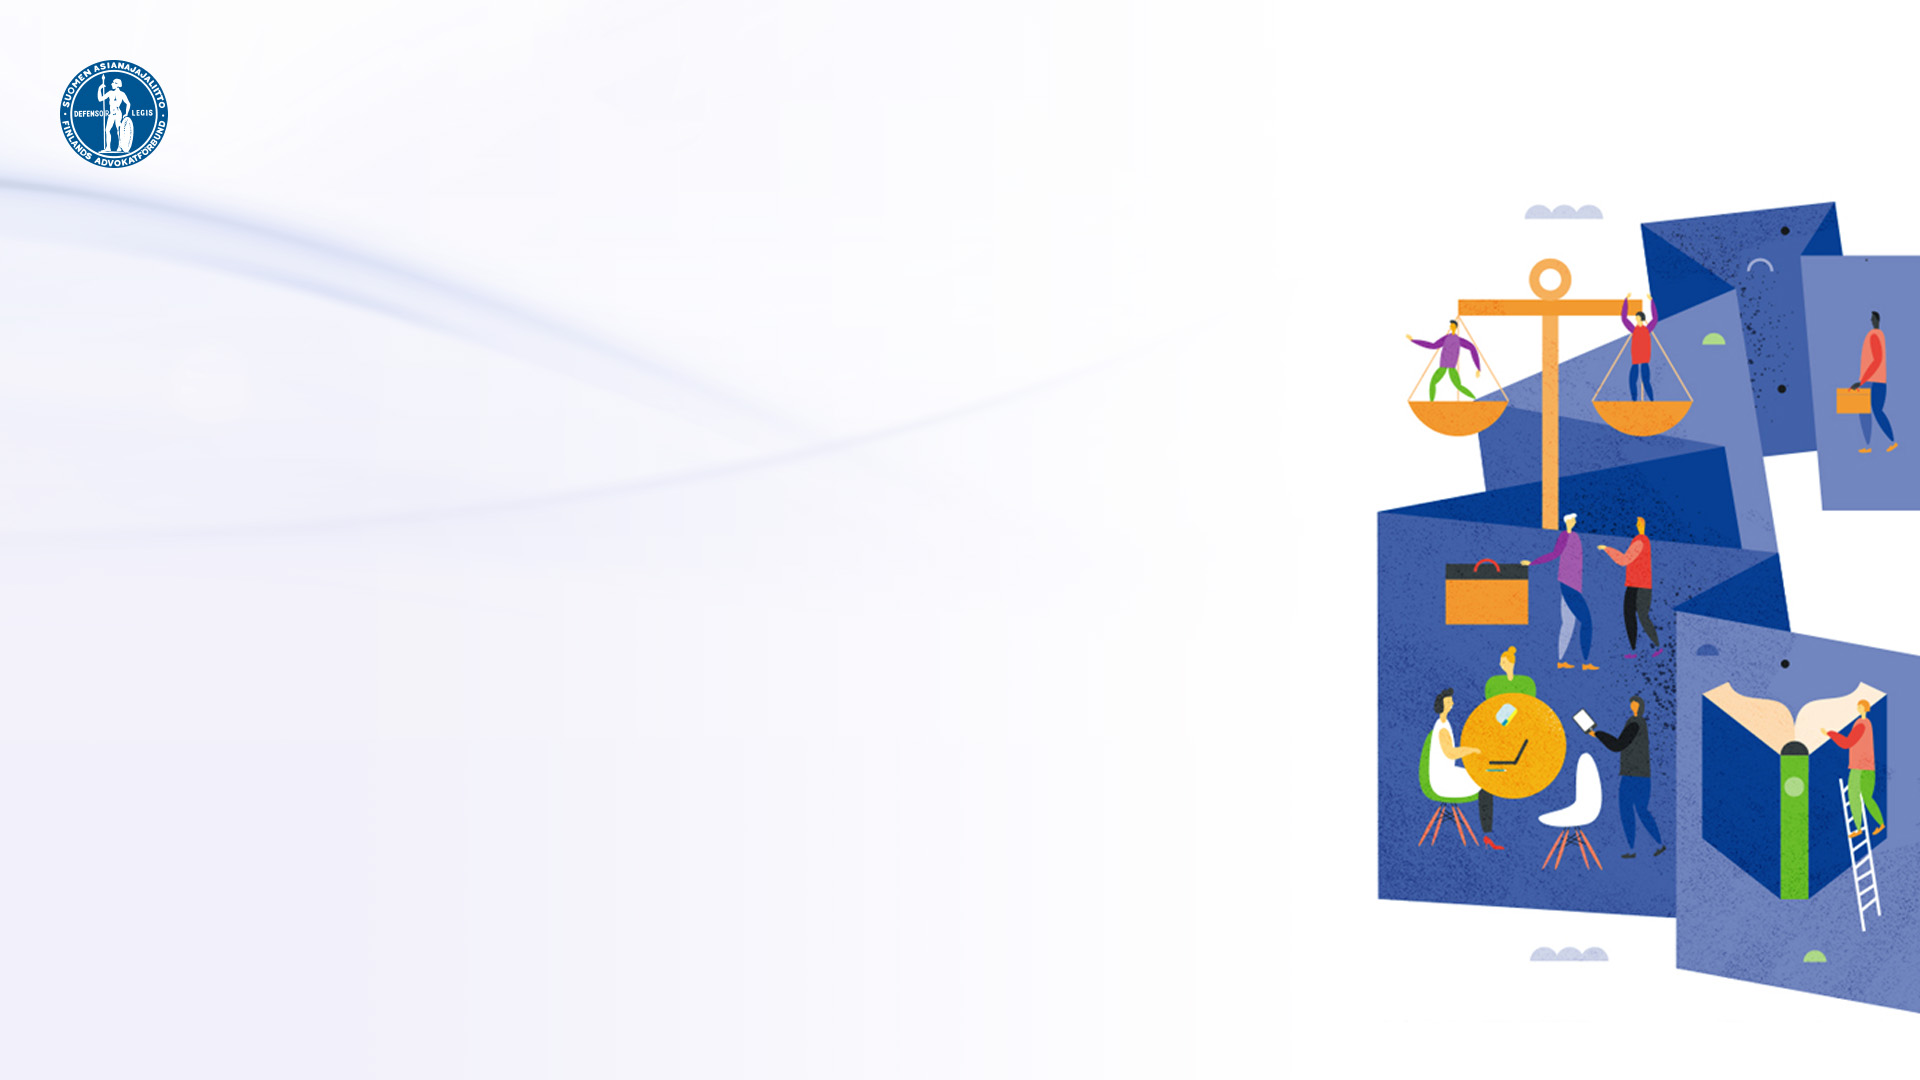 SUOMEN ASIANAJAJALIITTO
DEFENSOR LEGIS
FINLANDS ADVOKATFÖRBUND